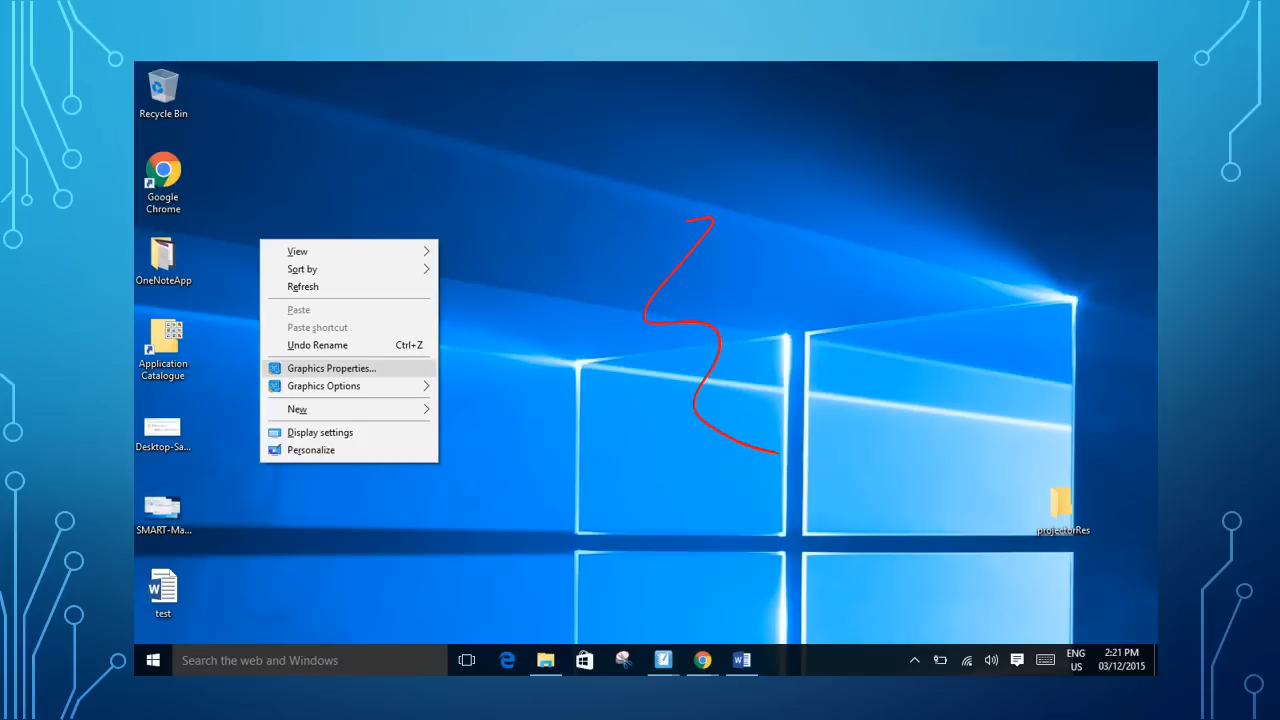 Recycle Bin
Google
Chrome
OneNoteApp
Application
Catalogue
Desktop-Sa...
SMART-Ma...
test
View
Sort by
Refresh
Paste
Paste shortcut
Undo Rename Ctrl+Z
Graphics Properties...
Graphics Options
New
Display settings
Personalize
projectorRes
Search the web and Windows
ENG
US
2:21 PM
03/12/2015